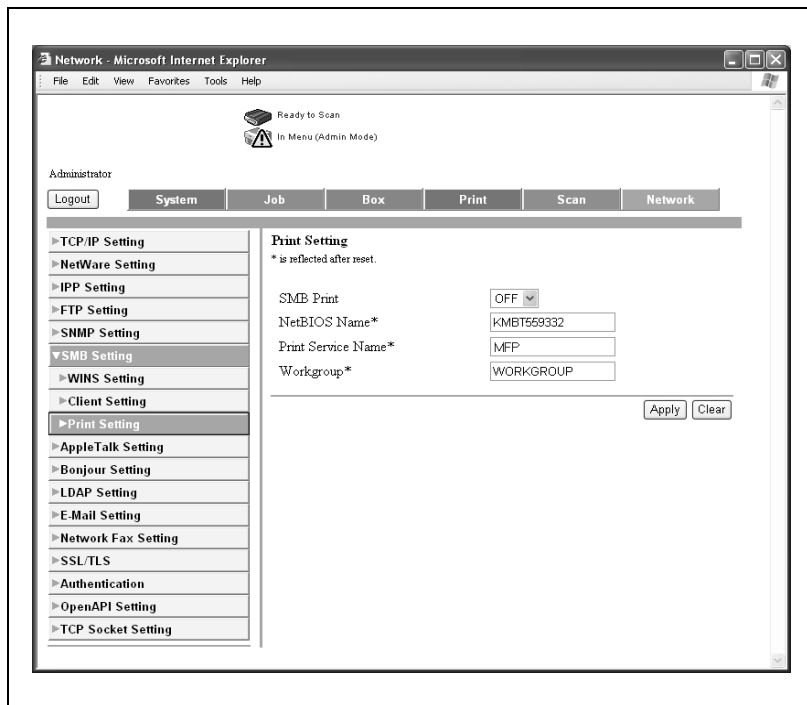 Network - Microsoft Internet Explorer
File Edit View Favorites Tools Help
Ready to Scan
In Menu (Admin Mode)
Administrator
Logout System Job Box Print Scan Network
TCP/IP Setting
NetWare Setting
IPP Setting
FTP Setting
SNMP Setting
SMB Setting
WINS Setting
Client Setting
Print Setting
AppleTalk Setting
Bonjour Setting
LDAP Setting
E-Mail Setting
Network Fax Setting
SSL/TLS
Authentication
OpenAPI Setting
TCP Socket Setting
Print Setting
* is reflected after reset.
SMB Print OFF
NetBIOS Name* KMBT559332
Print Service Name* MFP
Workgroup* WORKGROUP
Apply Clear